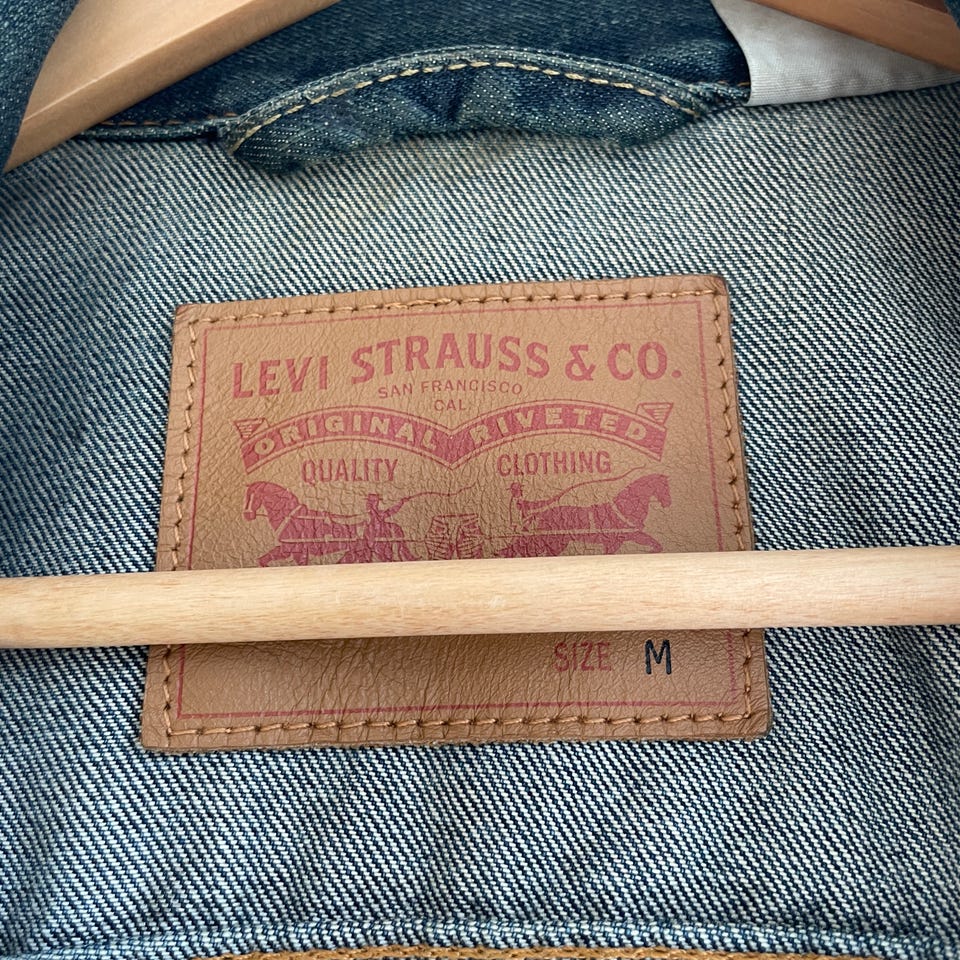 LEVI STRAUSS & CO.
SAN FRANCISCO
CAL
ORIGINAL RIVETED
QUALITY CLOTHING
SIZE M